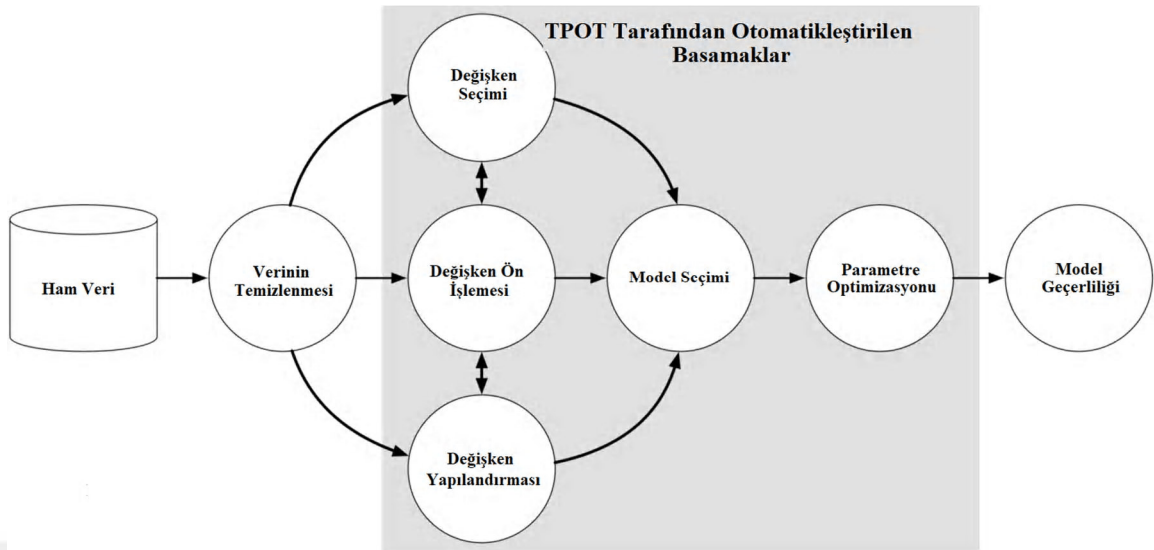 TPOT Tarafından Otomatikleştirilen
Basamaklar
Değişken
Seçimi
Ham Veri
Verinin
Temizlenmesi
Değişken Ön
İşlemesi
Model Seçimi
Parametre
Optimizasyonu
Model
Geçerliliği
Değişken
Yapılandırması